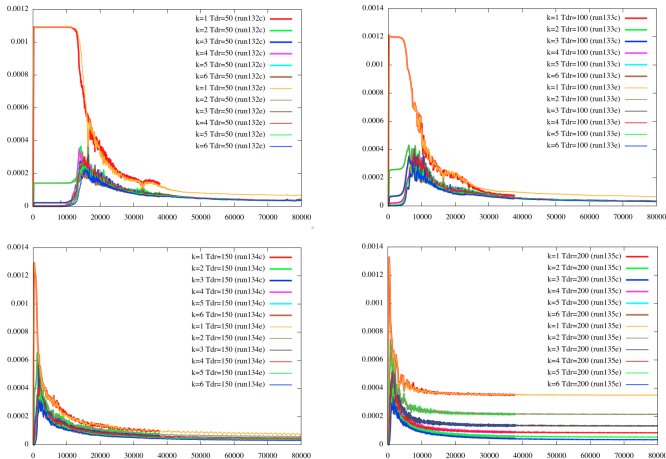 0.0012
0.001
0.0008
0.0006
0.0004
0.0002
0
0 10000 20000 30000 40000 50000 60000 70000 80000
k=1 Tdr=50 (run132c)
k=2 Tdr=50 (run132c)
k=3 Tdr=50 (run132c)
k=4 Tdr=50 (run132c)
k=5 Tdr=50 (run132c)
k=6 Tdr=50 (run132c)
k=1 Tdr=50 (run132e)
k=2 Tdr=50 (run132e)
k=3 Tdr=50 (run132e)
k=4 Tdr=50 (run132e)
k=5 Tdr=50 (run132e)
k=6 Tdr=50 (run132e)
0.0014
0.0012
0.001
0.0008
0.0006
0.0004
0.0002
0
0 10000 20000 30000 40000 50000 60000 70000 80000
k=1 Tdr=100 (run133c)
k=2 Tdr=100 (run133c)
k=3 Tdr=100 (run133c)
k=4 Tdr=100 (run133c)
k=5 Tdr=100 (run133c)
k=6 Tdr=100 (run133c)
k=1 Tdr=100 (run133e)
k=2 Tdr=100 (run133e)
k=3 Tdr=100 (run133e)
k=4 Tdr=100 (run133e)
k=5 Tdr=100 (run133e)
k=6 Tdr=100 (run133e)
0.0014
0.0012
0.001
0.0008
0.0006
0.0004
0.0002
0
0 10000 20000 30000 40000 50000 60000 70000 80000
k=1 Tdr=150 (run134c)
k=2 Tdr=150 (run134c)
k=3 Tdr=150 (run134c)
k=4 Tdr=150 (run134c)
k=5 Tdr=150 (run134c)
k=6 Tdr=150 (run134c)
k=1 Tdr=150 (run134e)
k=2 Tdr=150 (run134e)
k=3 Tdr=150 (run134e)
k=4 Tdr=150 (run134e)
k=5 Tdr=150 (run134e)
k=6 Tdr=150 (run134e)
0.0014
0.0012
0.001
0.0008
0.0006
0.0004
0.0002
0
0 10000 20000 30000 40000 50000 60000 70000 80000
k=1 Tdr=200 (run135c)
k=2 Tdr=200 (run135c)
k=3 Tdr=200 (run135c)
k=4 Tdr=200 (run135c)
k=5 Tdr=200 (run135c)
k=6 Tdr=200 (run135c)
k=1 Tdr=200 (run135e)
k=2 Tdr=200 (run135e)
k=3 Tdr=200 (run135e)
k=4 Tdr=200 (run135e)
k=5 Tdr=200 (run135e)
k=6 Tdr=200 (run135e)